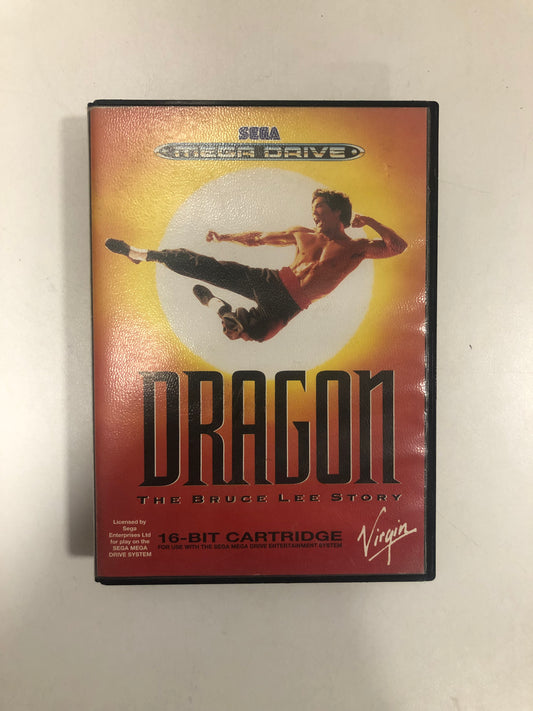 SEGA
MEGA DRIVE
DRAGON
THE BRUCE LEE STORY
Licensed by
Sega
Enterprises Ltd
for play on the
SEGA MEGA
DRIVE SYSTEM
16-BIT CARTRIDGE
FOR USE WITH THE SEGA MEGA DRIVE ENTERTAINMENT SYSTEM
Virgin